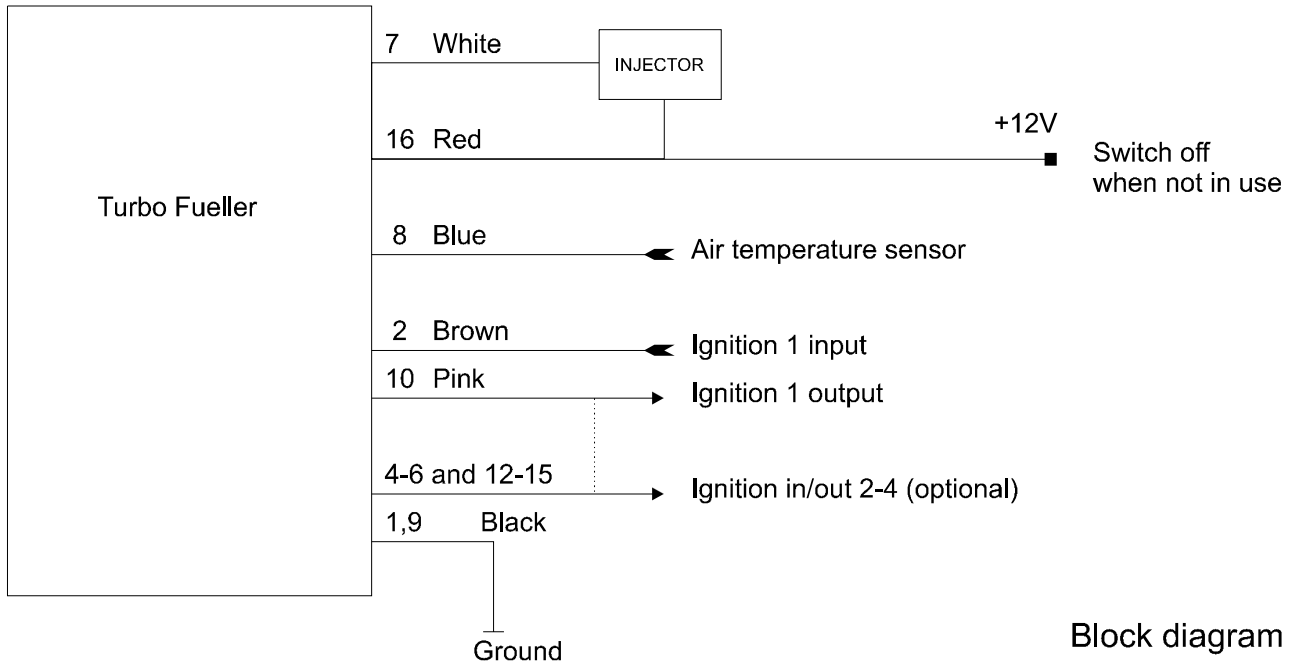 7 White
INJECTOR
16 Red
+12V
Switch off
when not in use
Turbo Fueller
8 Blue
Air temperature sensor
2 Brown
Ignition 1 input
10 Pink
Ignition 1 output
4-6 and 12-15
Ignition in/out 2-4 (optional)
1,9 Black
Ground
Block diagram